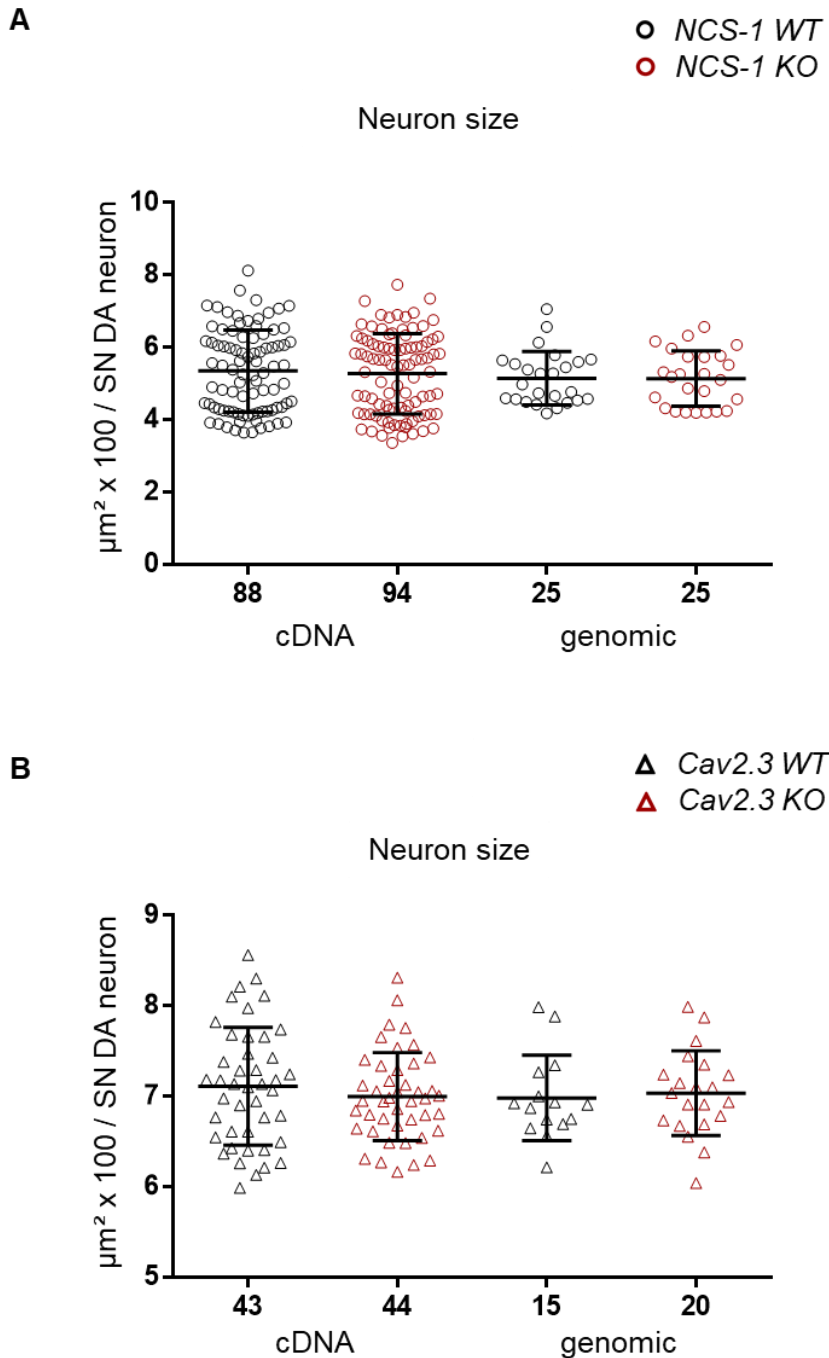 A
NCS-1 WT
NCS-1 KO
Neuron size
µm² x 100 / SN DA neuron
10
8
6
4
2
0
88 94 25 25
cDNA genomic
B
Cav2.3 WT
Cav2.3 KO
Neuron size
µm² x 100 / SN DA neuron
9
8
7
6
5
43 44 15 20
cDNA genomic